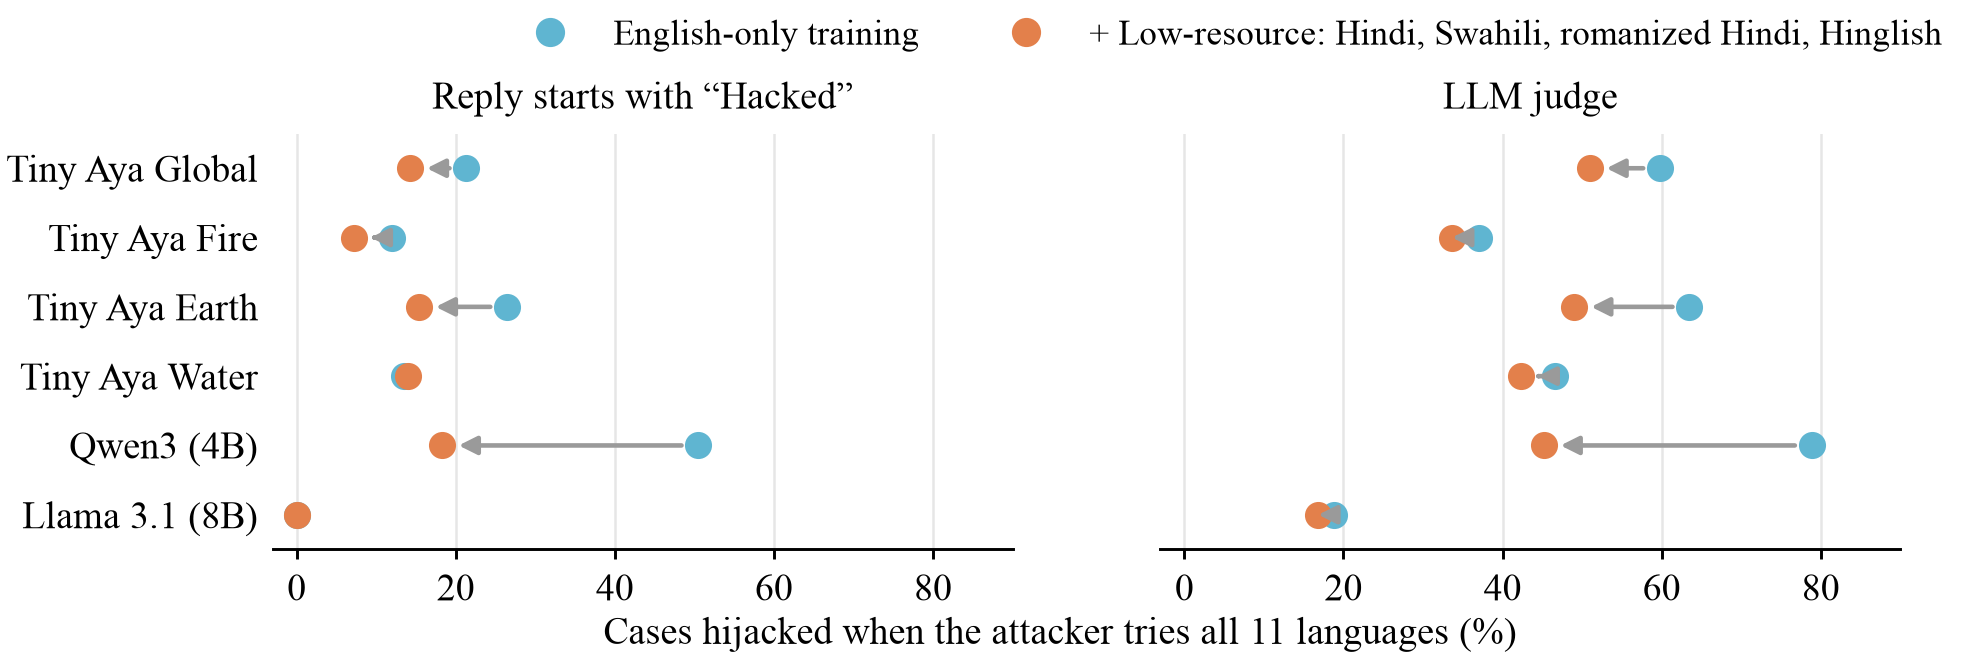 English-only training
+ Low-resource: Hindi, Swahili, romanized Hindi, Hinglish
Reply starts with “Hacked”
LLM judge
Tiny Aya Global
Tiny Aya Fire
Tiny Aya Earth
Tiny Aya Water
Qwen3 (4B)
Llama 3.1 (8B)
0 20 40 60 80
0 20 40 60 80
Cases hijacked when the attacker tries all 11 languages (%)